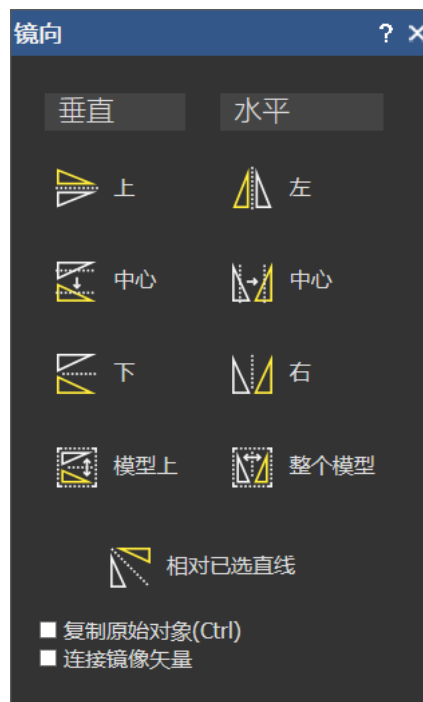 镜向 ? ×
垂直 水平
上 左
中心 中心
下 右
模型上 整个模型
相对已选直线
复制原始对象(Ctrl)
连接镜像矢量